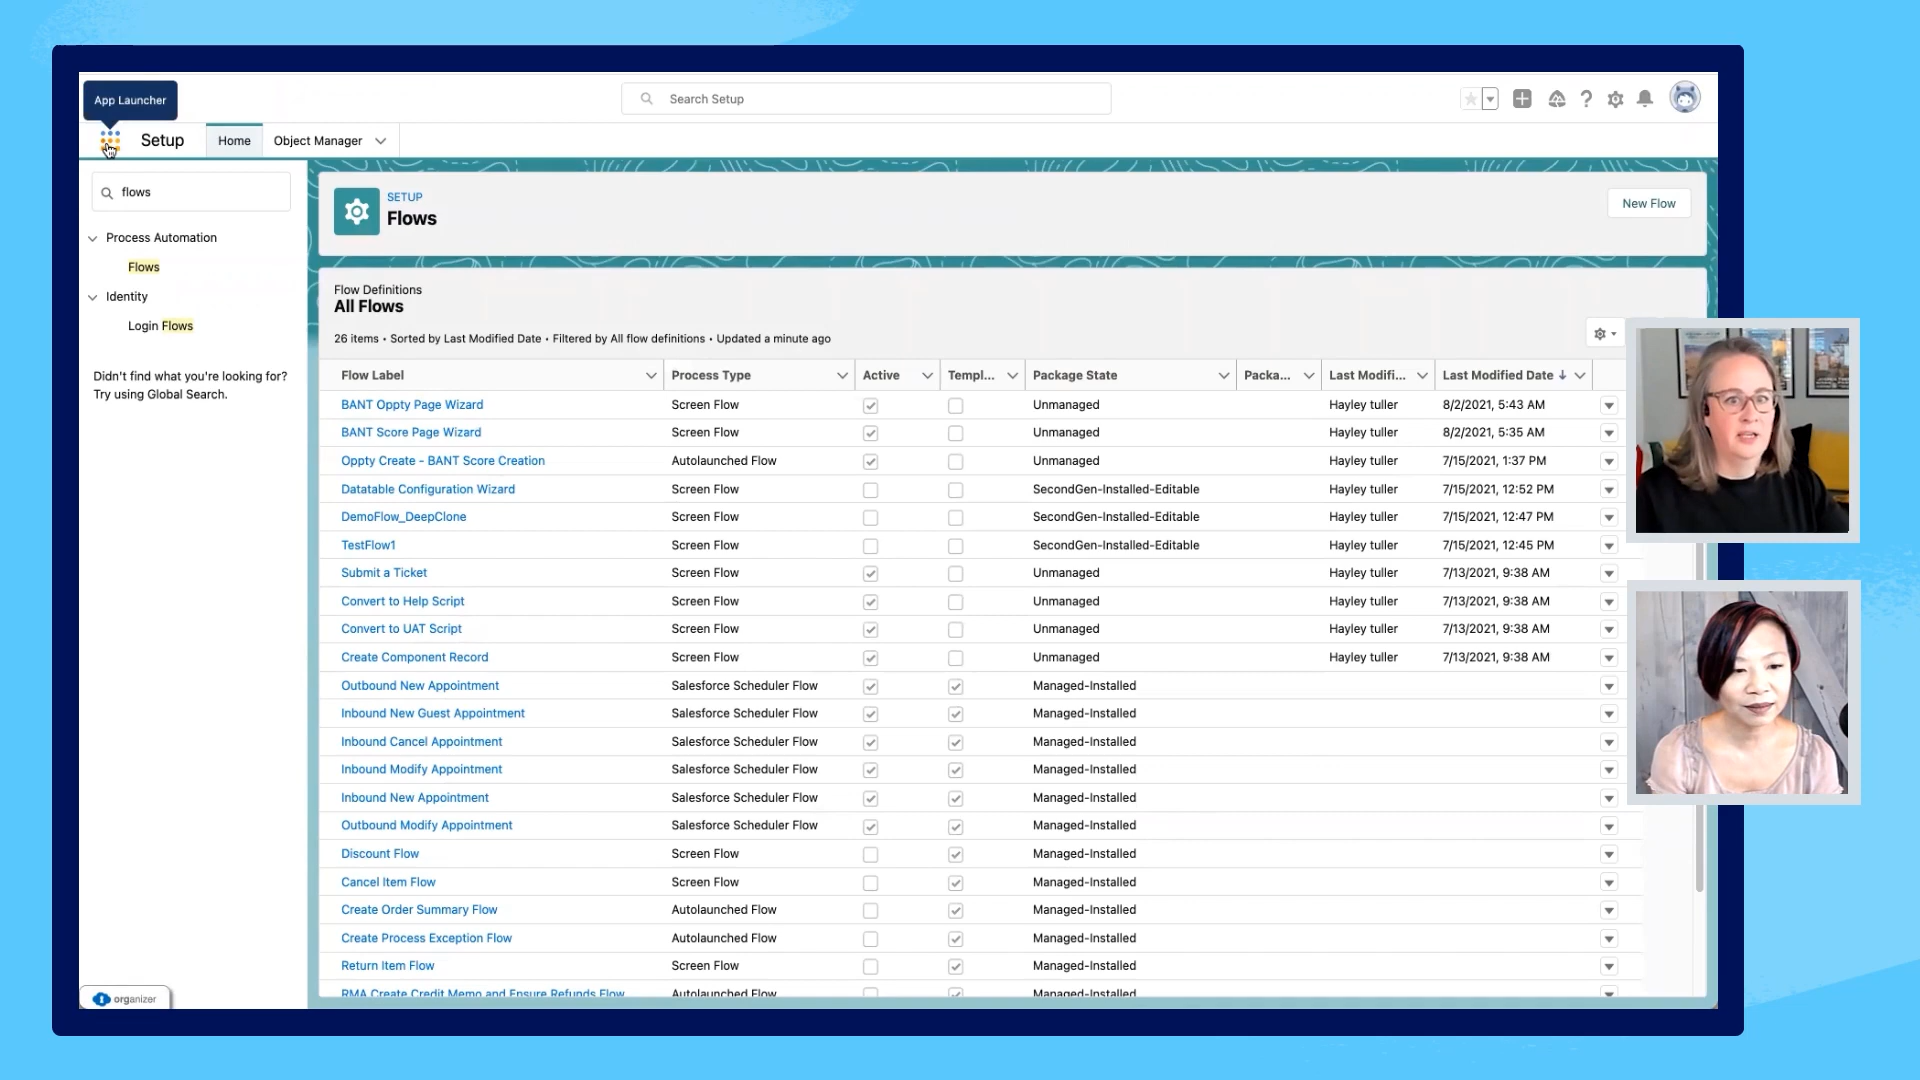 App Launcher
Search Setup
Setup
Home
Object Manager
flows
Process Automation
Flows
Identity
Login Flows
Didn't find what you're looking for?
Try using Global Search.
organizer
SETUP
Flows
New Flow
Flow Definitions
All Flows
26 items • Sorted by Last Modified Date • Filtered by All flow definitions • Updated a minute ago
Flow Label Process Type Active Templ... Package State Packa... Last Modifi... Last Modified Date
BANT Oppty Page Wizard Screen Flow Unmanaged Hayley tuller 8/2/2021, 5:43 AM
BANT Score Page Wizard Screen Flow Unmanaged Hayley tuller 8/2/2021, 5:35 AM
Oppty Create - BANT Score Creation Autolaunched Flow Unmanaged Hayley tuller 7/15/2021, 1:37 PM
Datatable Configuration Wizard Screen Flow SecondGen-Installed-Editable Hayley tuller 7/15/2021, 12:52 PM
DemoFlow_DeepClone Screen Flow SecondGen-Installed-Editable Hayley tuller 7/15/2021, 12:47 PM
TestFlow1 Screen Flow SecondGen-Installed-Editable Hayley tuller 7/15/2021, 12:45 PM
Submit a Ticket Screen Flow Unmanaged Hayley tuller 7/13/2021, 9:38 AM
Convert to Help Script Screen Flow Unmanaged Hayley tuller 7/13/2021, 9:38 AM
Convert to UAT Script Screen Flow Unmanaged Hayley tuller 7/13/2021, 9:38 AM
Create Component Record Screen Flow Unmanaged Hayley tuller 7/13/2021, 9:38 AM
Outbound New Appointment Salesforce Scheduler Flow Managed-Installed
Inbound New Guest Appointment Salesforce Scheduler Flow Managed-Installed
Inbound Cancel Appointment Salesforce Scheduler Flow Managed-Installed
Inbound Modify Appointment Salesforce Scheduler Flow Managed-Installed
Inbound New Appointment Salesforce Scheduler Flow Managed-Installed
Outbound Modify Appointment Salesforce Scheduler Flow Managed-Installed
Discount Flow Screen Flow Managed-Installed
Cancel Item Flow Screen Flow Managed-Installed
Create Order Summary Flow Autolaunched Flow Managed-Installed
Create Process Exception Flow Autolaunched Flow Managed-Installed
Return Item Flow Screen Flow Managed-Installed
RMA Create Credit Memo and Ensure Refunds Flow Autolaunched Flow Managed-Installed